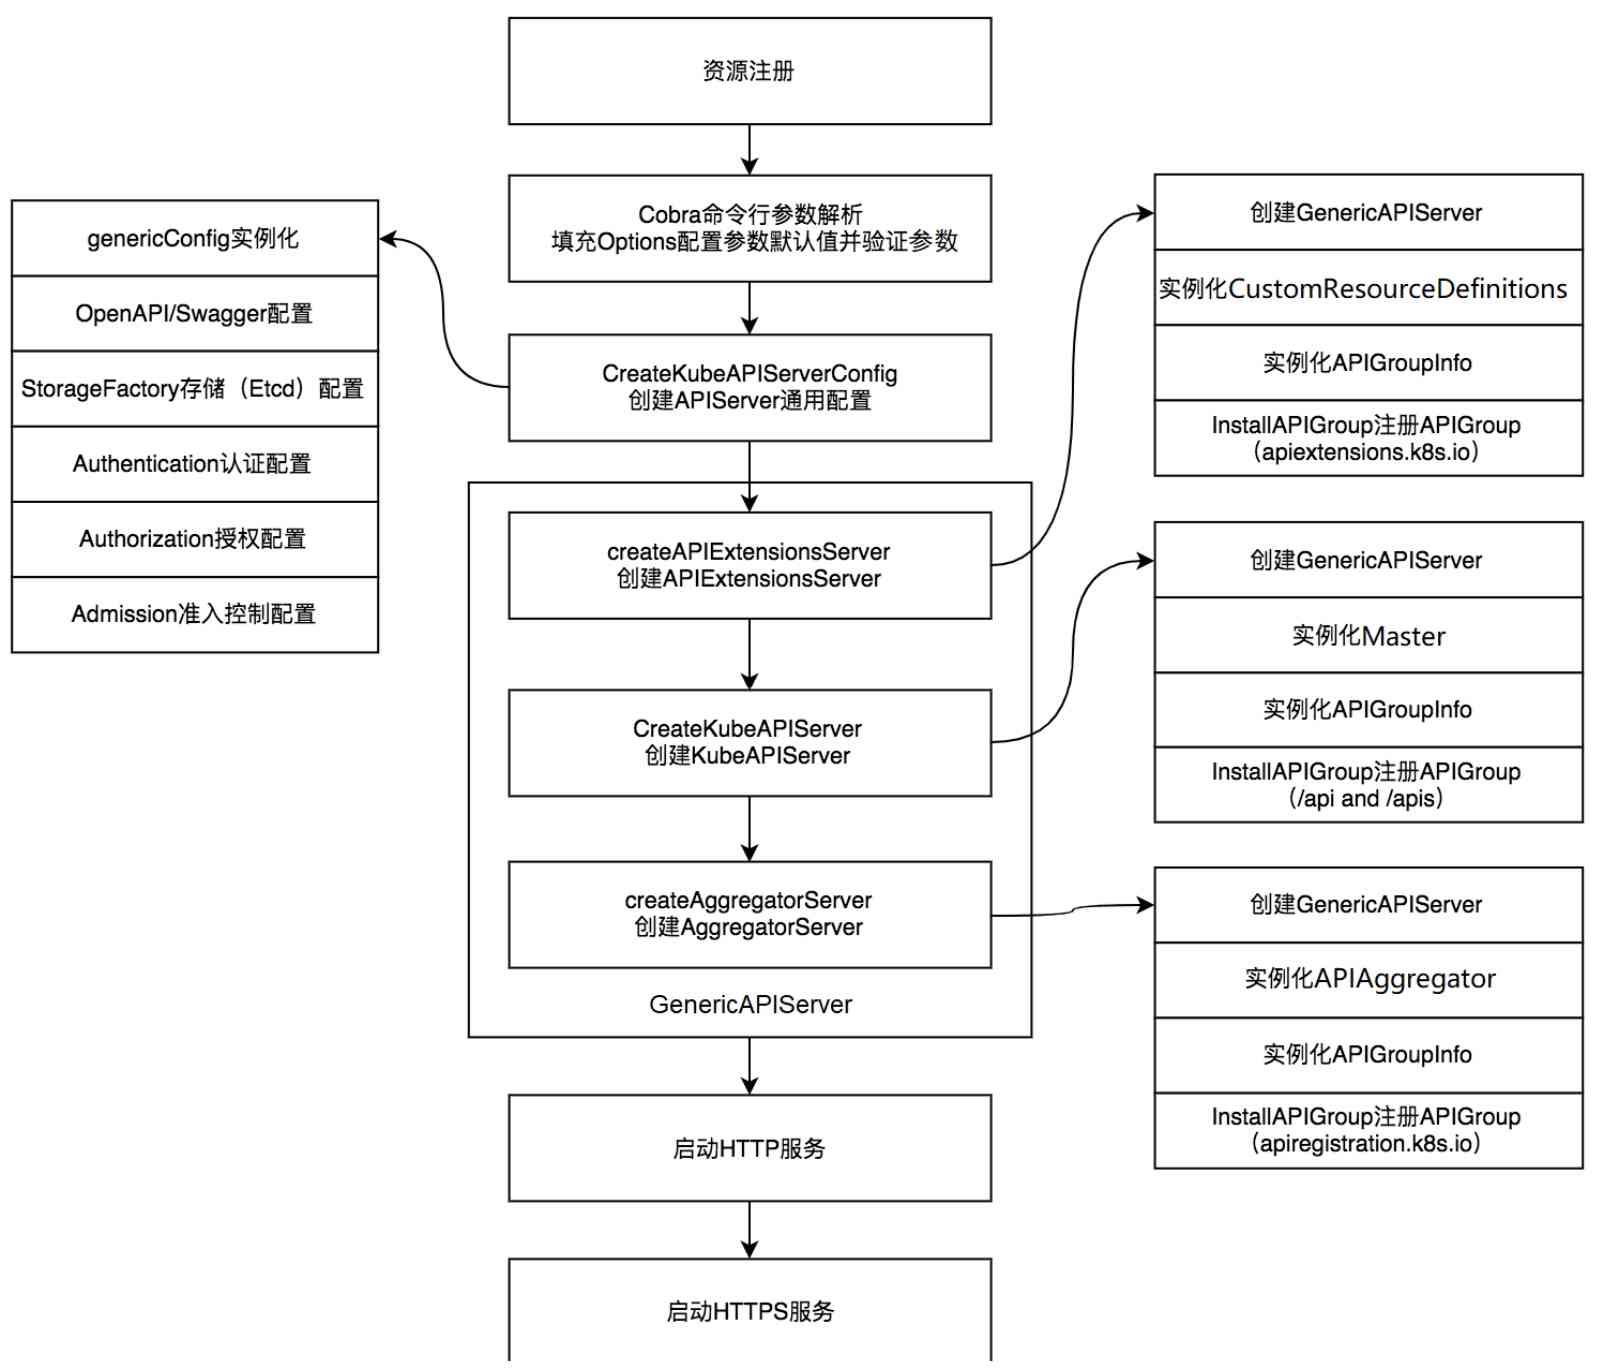 资源注册
Cobra命令行参数解析
填充Options配置参数默认值并验证参数
CreateKubeAPIServerConfig
创建APIServer通用配置
genericConfig实例化
OpenAPI/Swagger配置
StorageFactory存储（Etcd）配置
Authentication认证配置
Authorization授权配置
Admission准入控制配置
createAPIExtensionsServer
创建APIExtensionsServer
CreateKubeAPIServer
创建KubeAPIServer
createAggregatorServer
创建AggregatorServer
GenericAPIServer
启动HTTP服务
启动HTTPS服务
创建GenericAPIServer
实例化CustomResourceDefinitions
实例化APIGroupInfo
InstallAPIGroup注册APIGroup
（apiextensions.k8s.io）
创建GenericAPIServer
实例化Master
实例化APIGroupInfo
InstallAPIGroup注册APIGroup
（/api and /apis）
创建GenericAPIServer
实例化APIAggregator
实例化APIGroupInfo
InstallAPIGroup注册APIGroup
（apiregistration.k8s.io）